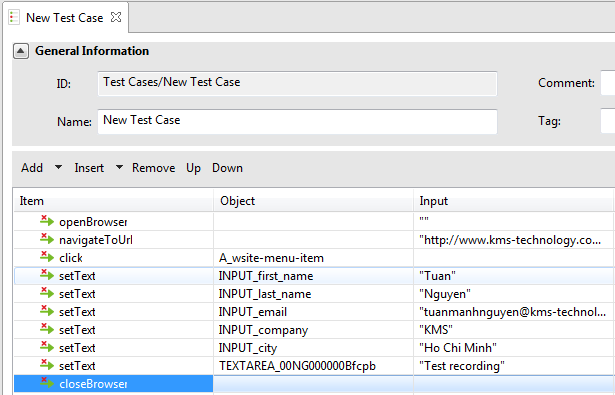 New Test Case
General Information
ID: Test Cases/New Test Case Comment:
Name: New Test Case Tag:
Add Insert Remove Up Down
Item Object Input
openBrowser ""
navigateToUrl "http://www.kms-technology.co...
click A_wsite-menu-item
setText INPUT_first_name "Tuan"
setText INPUT_last_name "Nguyen"
setText INPUT_email "tuanmanhnguyen@kms-technol...
setText INPUT_company "KMS"
setText INPUT_city "Ho Chi Minh"
setText TEXTAREA_00NG000000Bfcpb "Test recording"
closeBrowser